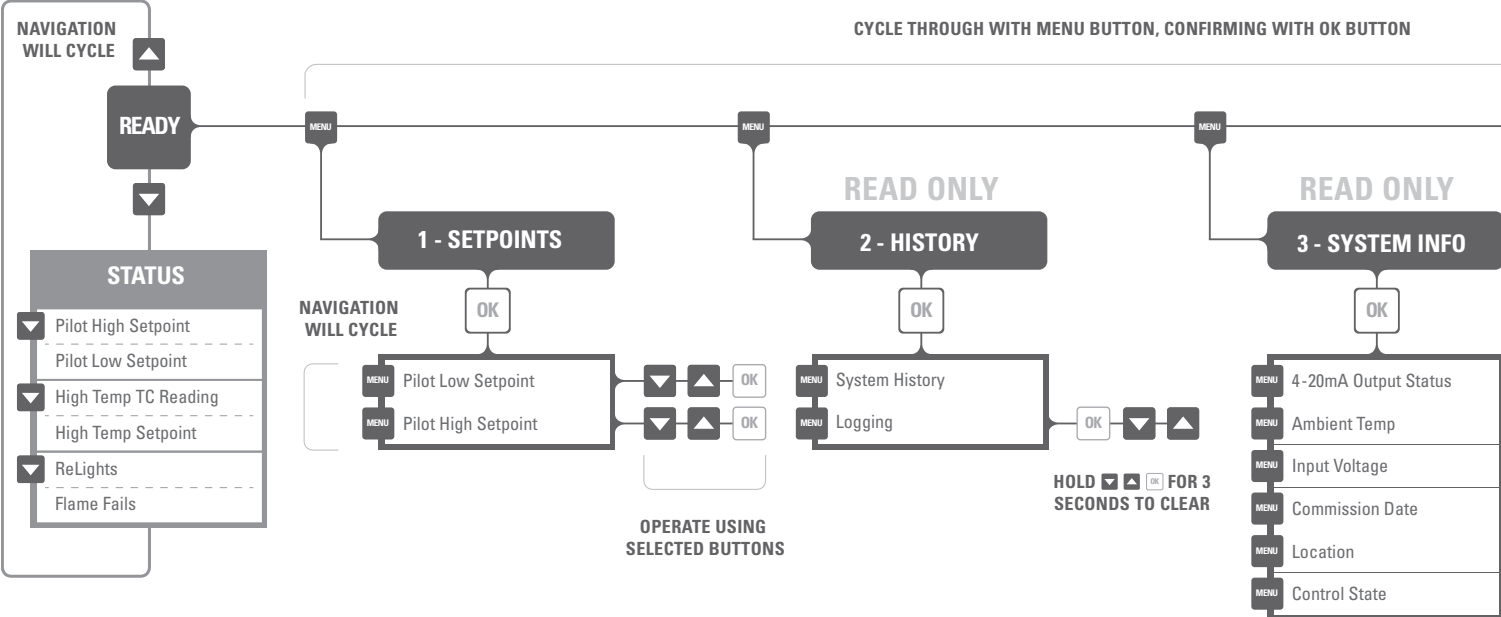 NAVIGATION
WILL CYCLE
CYCLE THROUGH WITH MENU BUTTON, CONFIRMING WITH OK BUTTON
READY
MENU
MENU
MENU
STATUS
Pilot High Setpoint
Pilot Low Setpoint
High Temp TC Reading
High Temp Setpoint
ReLights
Flame Fails
1 - SETPOINTS
OK
NAVIGATION
WILL CYCLE
MENU Pilot Low Setpoint OK
MENU Pilot High Setpoint OK
OPERATE USING
SELECTED BUTTONS
READ ONLY
2 - HISTORY
OK
MENU System History
MENU Logging OK
HOLD OK FOR 3
SECONDS TO CLEAR
READ ONLY
3 - SYSTEM INFO
OK
MENU 4-20mA Output Status
MENU Ambient Temp
MENU Input Voltage
MENU Commission Date
MENU Location
MENU Control State